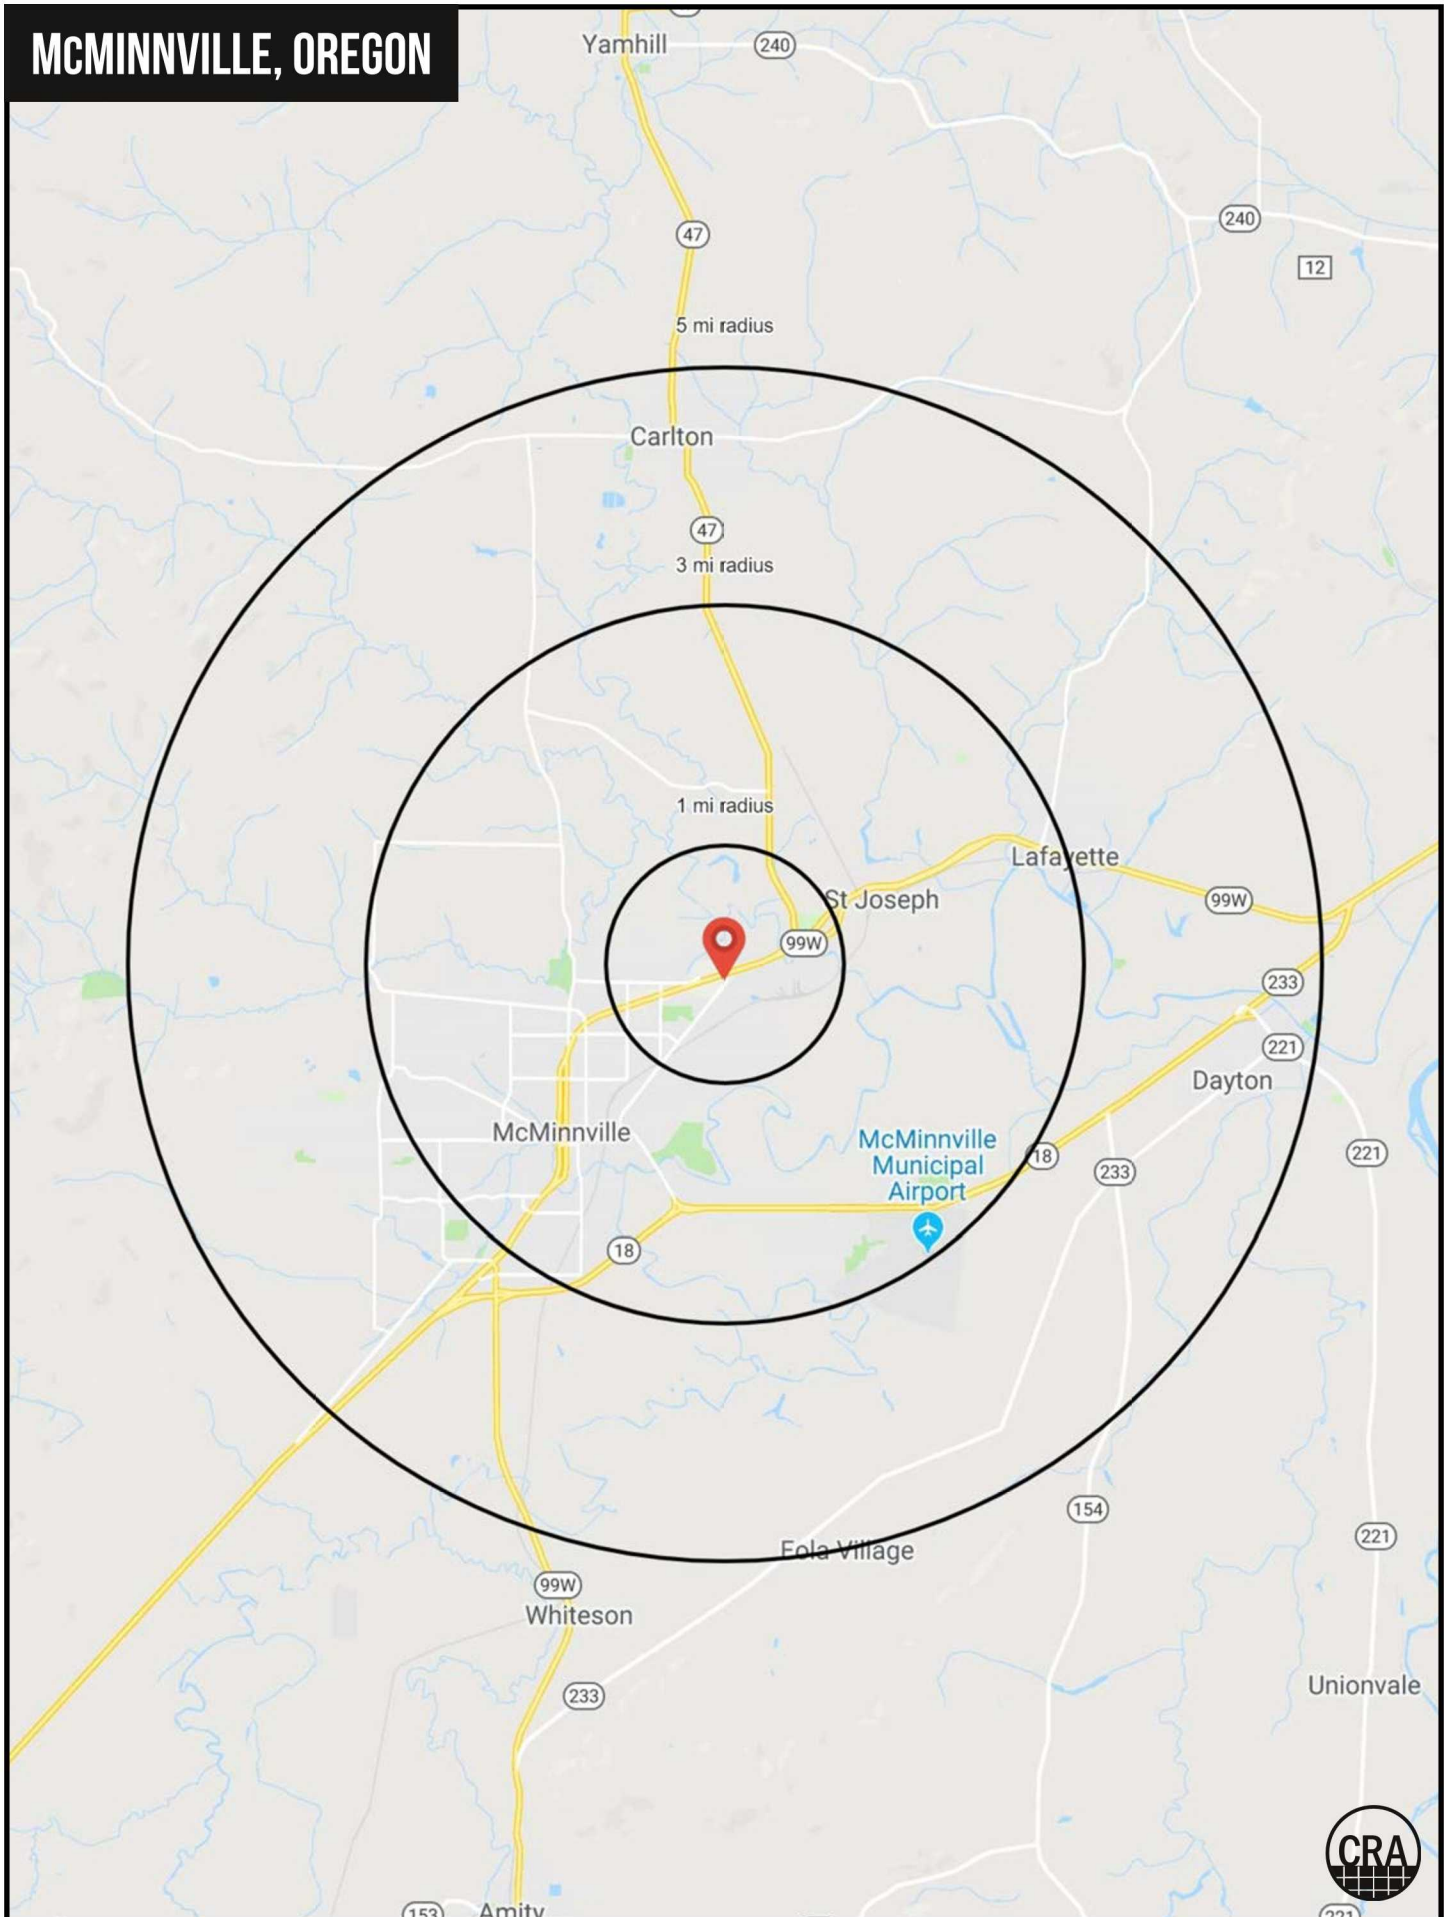 McMINNVILLE, OREGON
Yamhill
240
47
240
12
5 mi radius
Carlton
47
3 mi radius
1 mi radius
Lafayette
St Joseph
99W
99W
233
221
Dayton
McMinnville
McMinnville
Municipal
Airport
18
233
221
18
154
221
Eola Village
99W
Whiteson
233
Unionvale
CRA
153
Amity
221